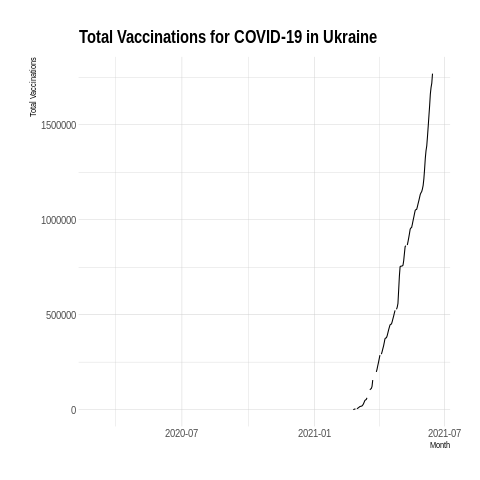 Total Vaccinations for COVID-19 in Ukraine
Total Vaccinations
1500000
1000000
500000
0
2020-07
2021-01
2021-07
Month